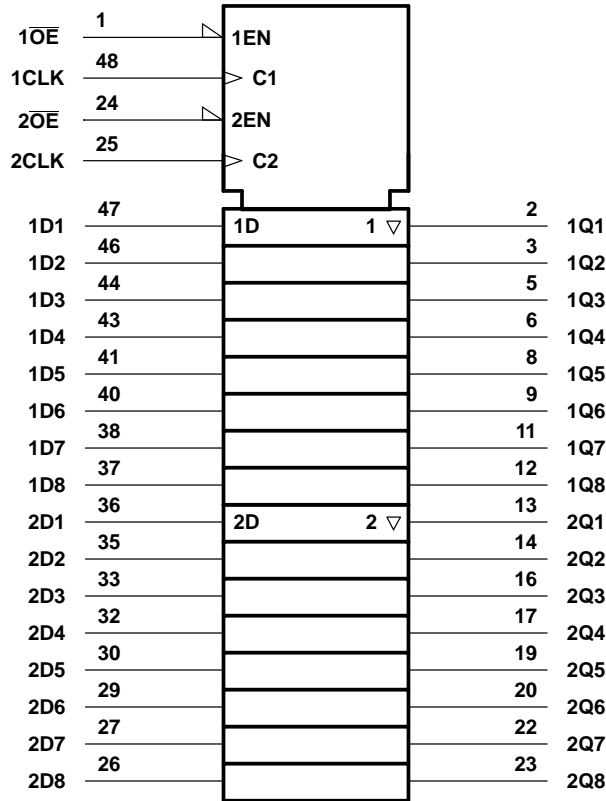 1OE 1 1EN
1CLK 48 C1
2OE 24 2EN
2CLK 25 C2
1D1 47 1D 1 ▽ 2 1Q1
1D2 46 3 1Q2
1D3 44 5 1Q3
1D4 43 6 1Q4
1D5 41 8 1Q5
1D6 40 9 1Q6
1D7 38 11 1Q7
1D8 37 12 1Q8
2D1 36 2D 2 ▽ 13 2Q1
2D2 35 14 2Q2
2D3 33 16 2Q3
2D4 32 17 2Q4
2D5 30 19 2Q5
2D6 29 20 2Q6
2D7 27 22 2Q7
2D8 26 23 2Q8